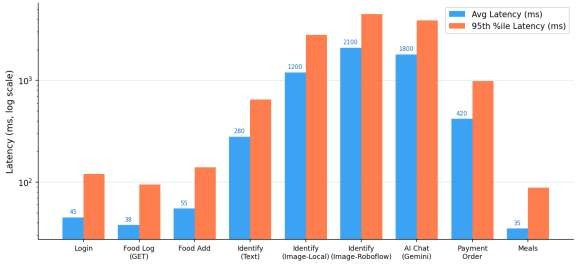 Avg Latency (ms)
95th %ile Latency (ms)
Latency (ms, log scale)
10³
10²
45
38
55
280
1200
2100
1800
420
35
Login
Food Log
(GET)
Food Add
Identify
(Text)
Identify
(Image-Local)
Identify
(Image-Roboflow)
AI Chat
(Gemini)
Payment
Order
Meals